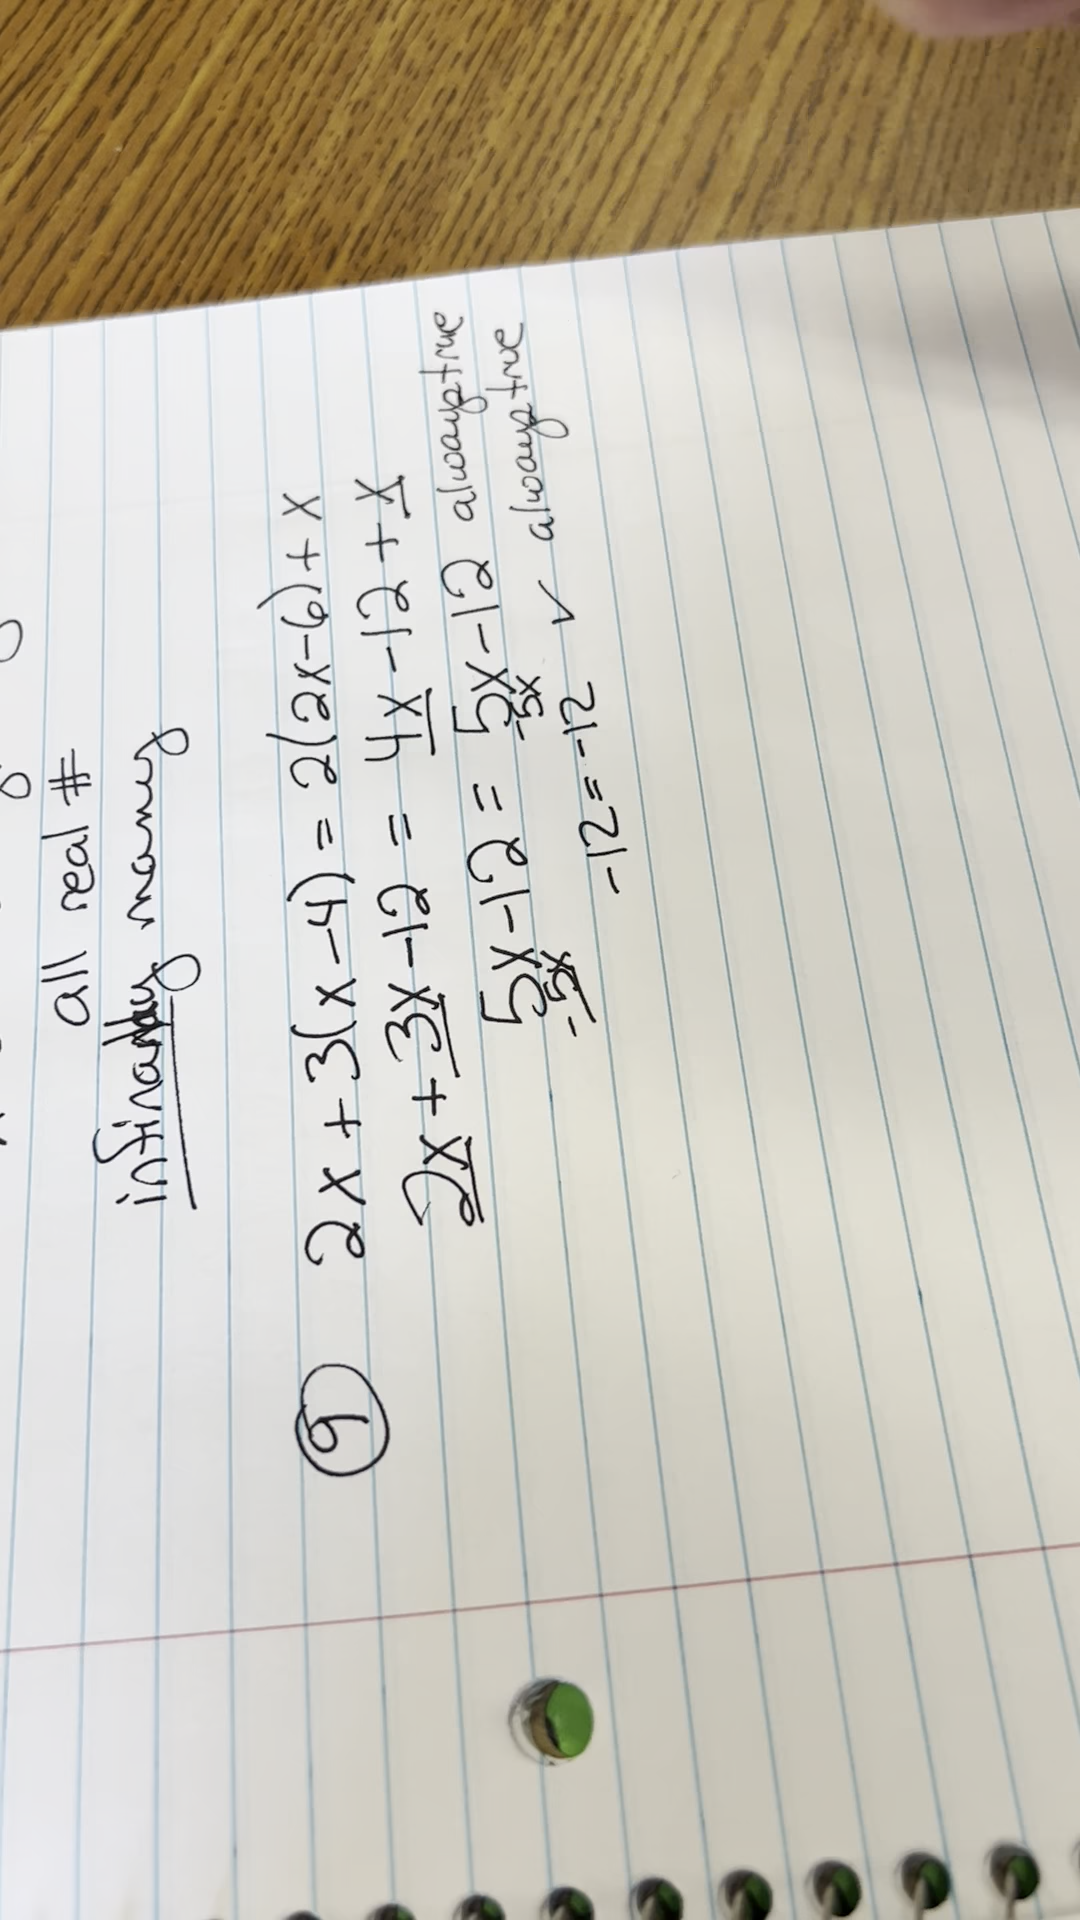 all real #
infinatly many
9 2x + 3(x - 4) = 2(2x - 6) + x
2x + 3x - 12 = 4x - 12 + x
5x - 12 = 5x - 12 always true
-5x -5x ✓ always true
-12 = -12